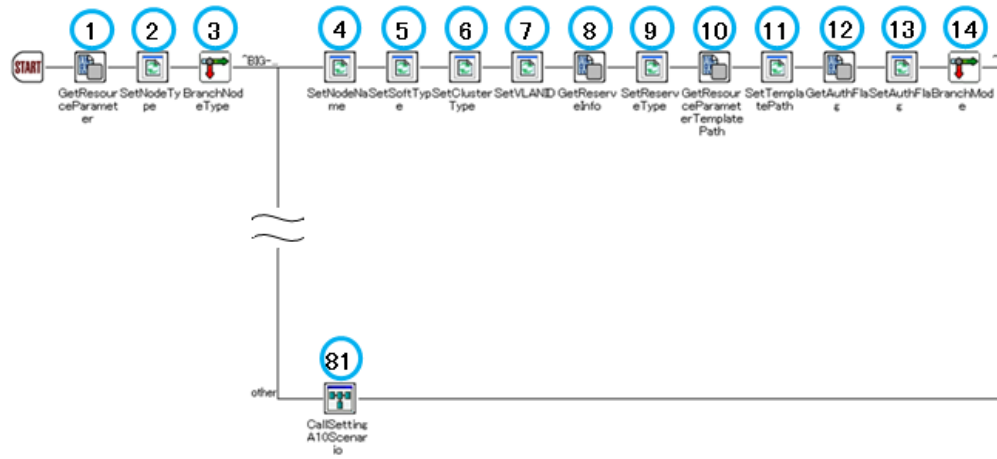 1 2 3 4 5 6 7 8 9 10 11 12 13 14
START
^BIG-...
GetResour
ceParamet
er
SetNodeTy
pe
BranchNod
eType
SetNodeNa
me
SetSoftTyp
e
SetCluster
Type
SetVLANID
GetReserv
eInfo
SetReserv
eType
GetResour
ceParamet
erTemplate
Path
SetTempla
tePath
GetAuthFla
g
SetAuthFla
g
BranchMod
e
81
other
CallSetting
A10Scenar
io